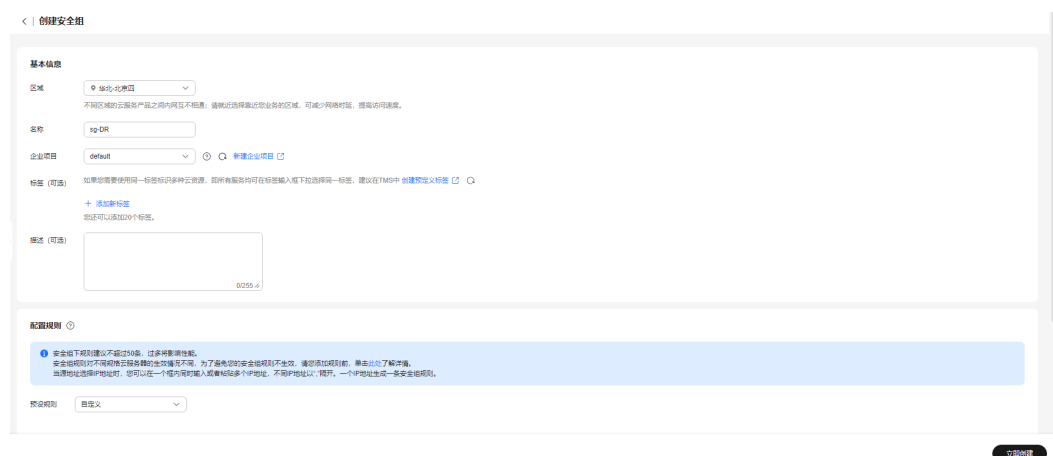 创建安全组
基本信息
区域
华北-北京四
不同区域的云服务产品之间内网互不相通；请就近选择靠近您业务的区域，可减少网络时延，提高访问速度。
名称
sg-DR
企业项目
default
新建企业项目
标签（可选）
如果您需要使用同一标签标识多种云资源，即所有服务均可在标签输入框下拉选择同一标签，建议在TMS中 创建预定义标签
添加新标签
您还可以添加20个标签。
描述（可选）
0/255
配置规则
安全组下规则建议不超过50条，过多将影响性能。
安全组规则对不同规格云服务器的生效情况不同，为了避免您的安全组规则不生效，请您添加规则前，单击此处了解详情。
当源地址选择IP地址时，您可以在一个框内同时输入或者粘贴多个IP地址，不同IP地址以“,”隔开。一个IP地址生成一条安全组规则。
预设规则
自定义
立即创建